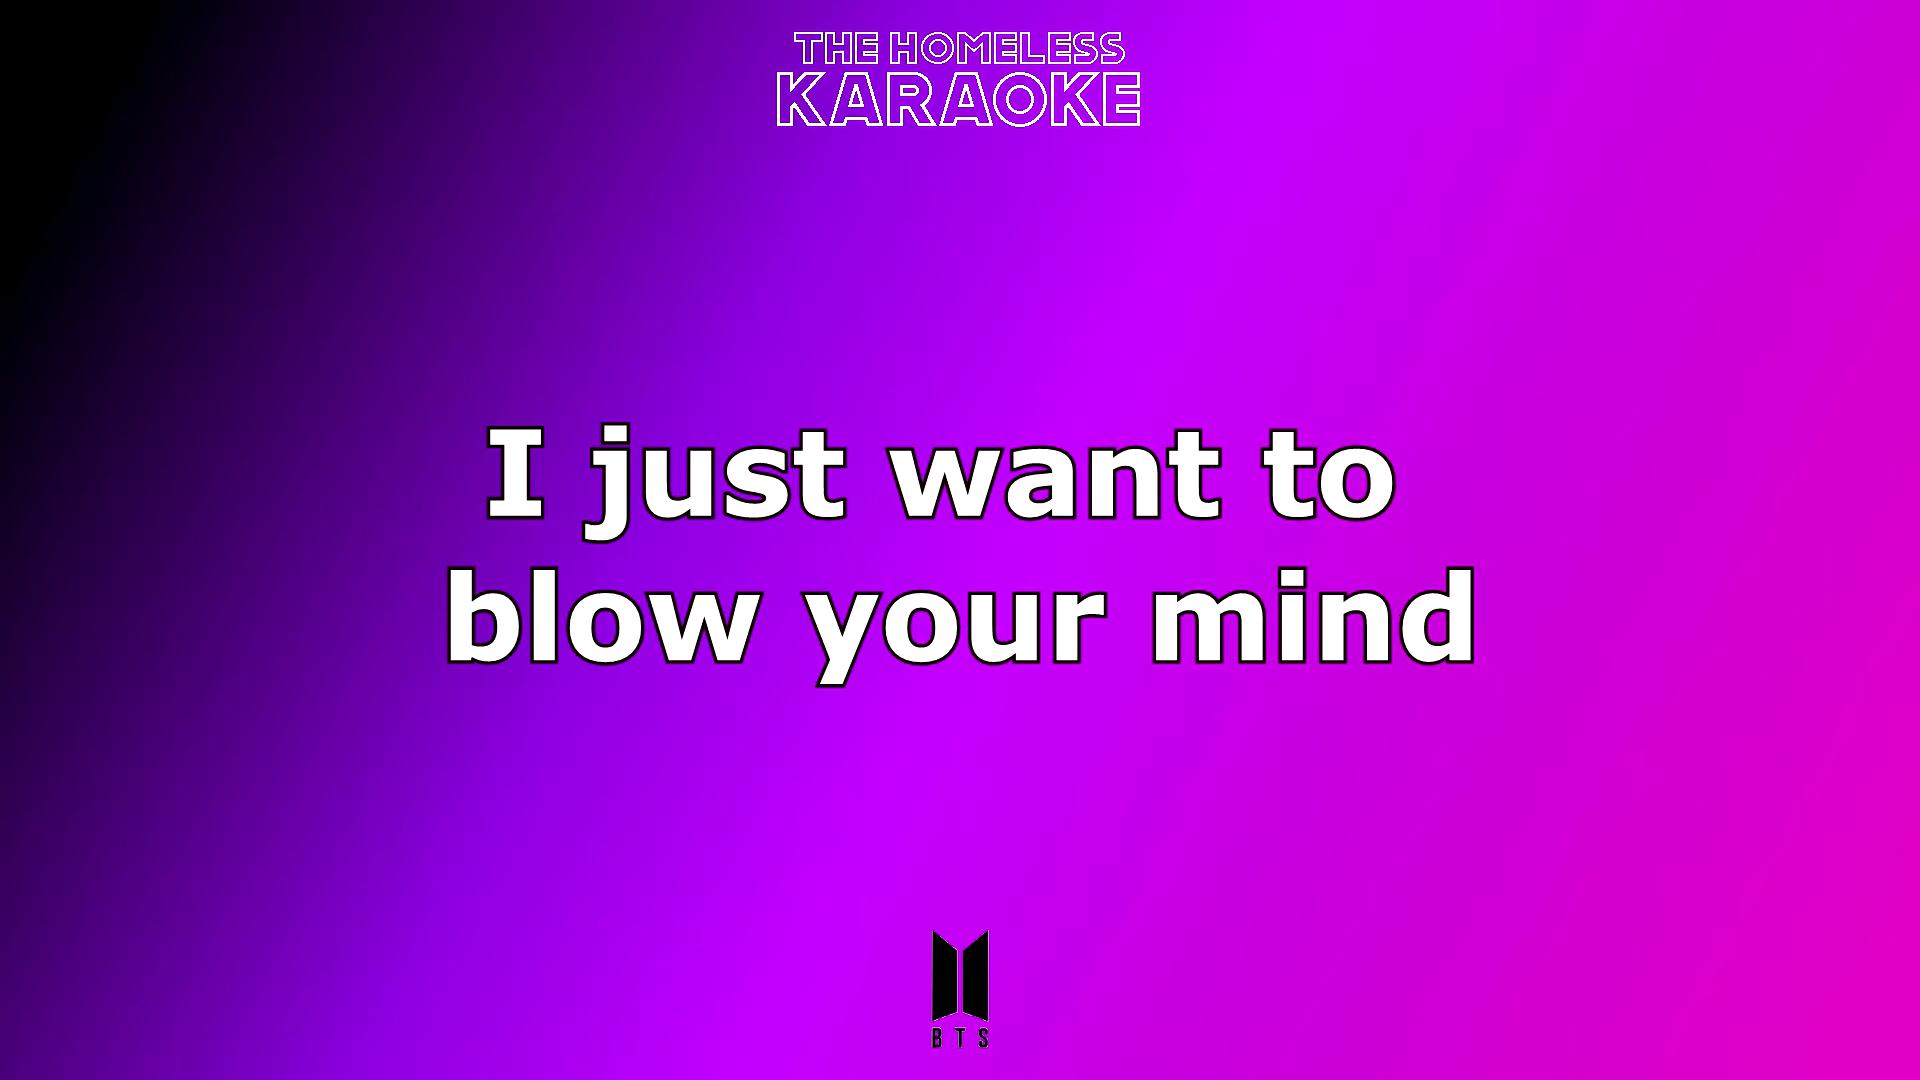 THE HOMELESS
KARAOKE
I just want to
blow your mind
BTS